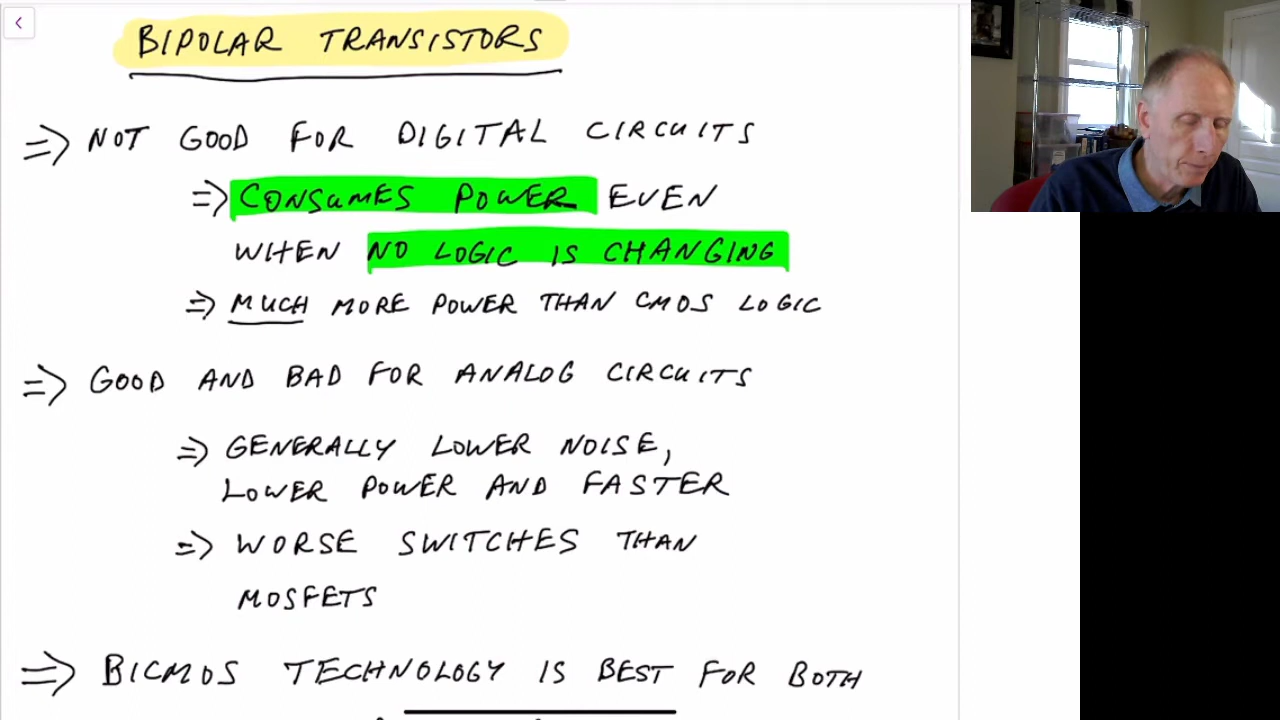 BIPOLAR TRANSISTORS
⇒ NOT GOOD FOR DIGITAL CIRCUITS
⇒ CONSUMES POWER EVEN
WHEN NO LOGIC IS CHANGING
⇒ MUCH MORE POWER THAN CMOS LOGIC
⇒ GOOD AND BAD FOR ANALOG CIRCUITS
⇒ GENERALLY LOWER NOISE,
LOWER POWER AND FASTER
⇒ WORSE SWITCHES THAN
MOSFETS
⇒ BICMOS TECHNOLOGY IS BEST FOR BOTH